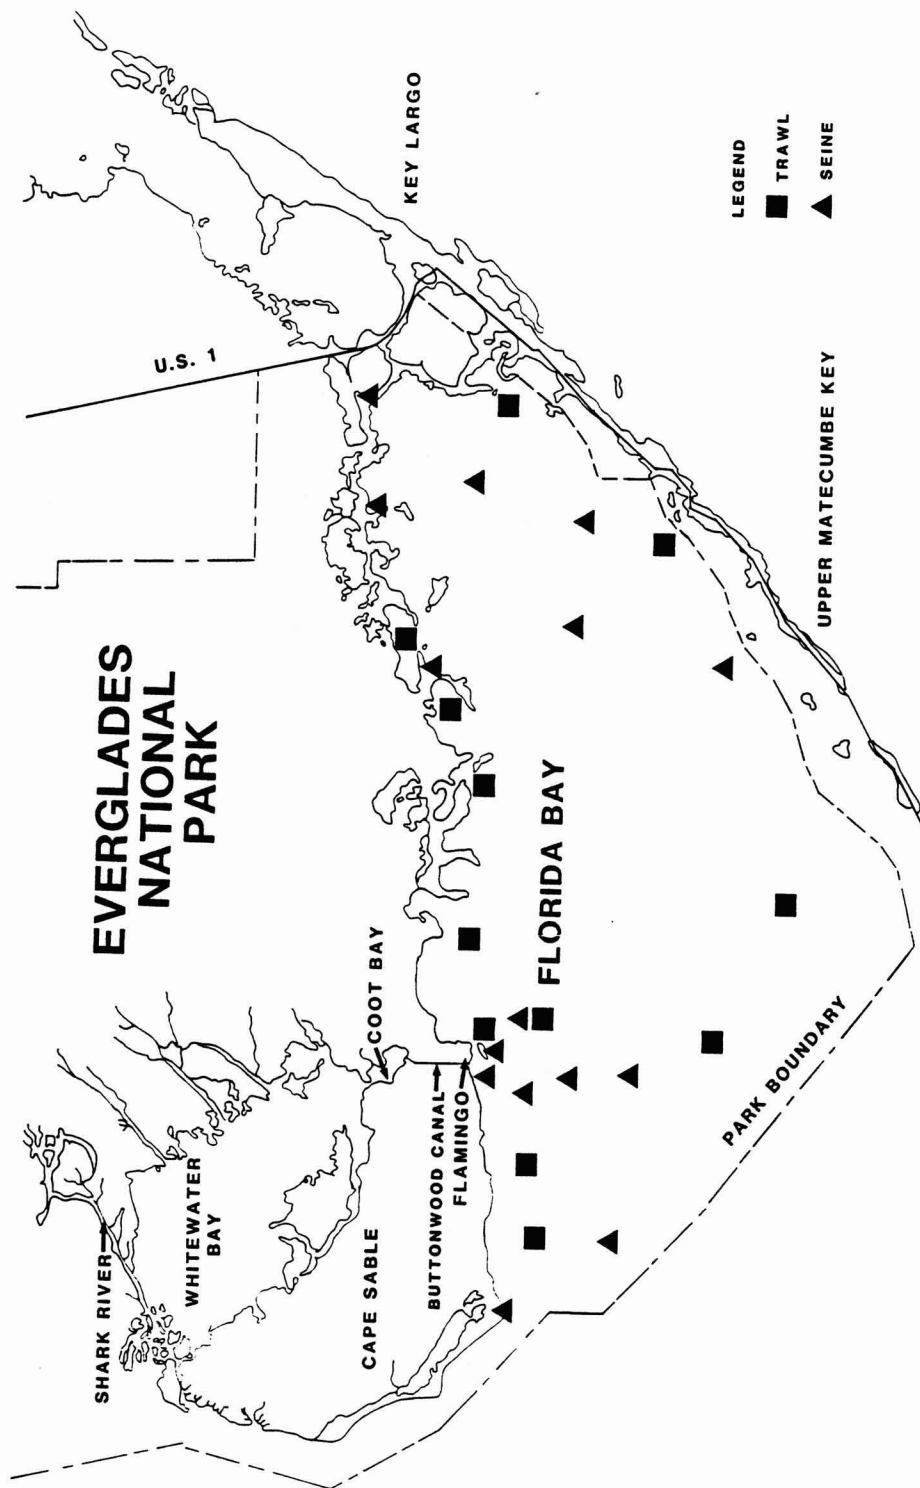 EVERGLADES
NATIONAL
PARK
U.S. 1
KEY LARGO
SHARK RIVER
WHITEWATER
BAY
COOT BAY
CAPE SABLE
BUTTONWOOD CANAL
FLAMINGO
FLORIDA BAY
PARK BOUNDARY
UPPER MATECUMBE KEY
LEGEND
TRAWL
SEINE